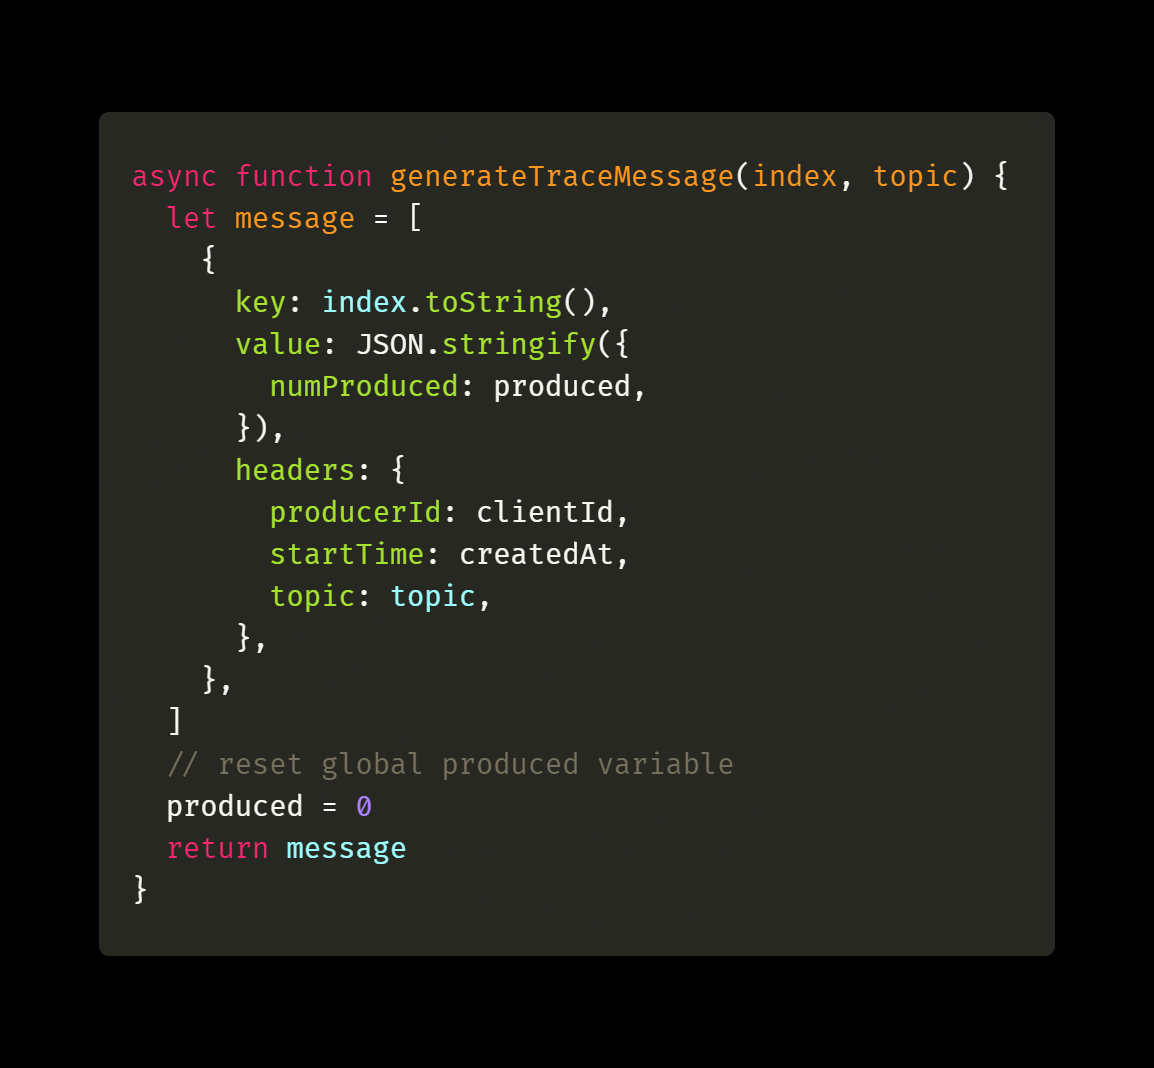 async function generateTraceMessage(index, topic) {
  let message = [
    {
      key: index.toString(),
      value: JSON.stringify({
        numProduced: produced,
      }),
      headers: {
        producerId: clientId,
        startTime: createdAt,
        topic: topic,
      },
    },
  ]
  // reset global produced variable
  produced = 0
  return message
}